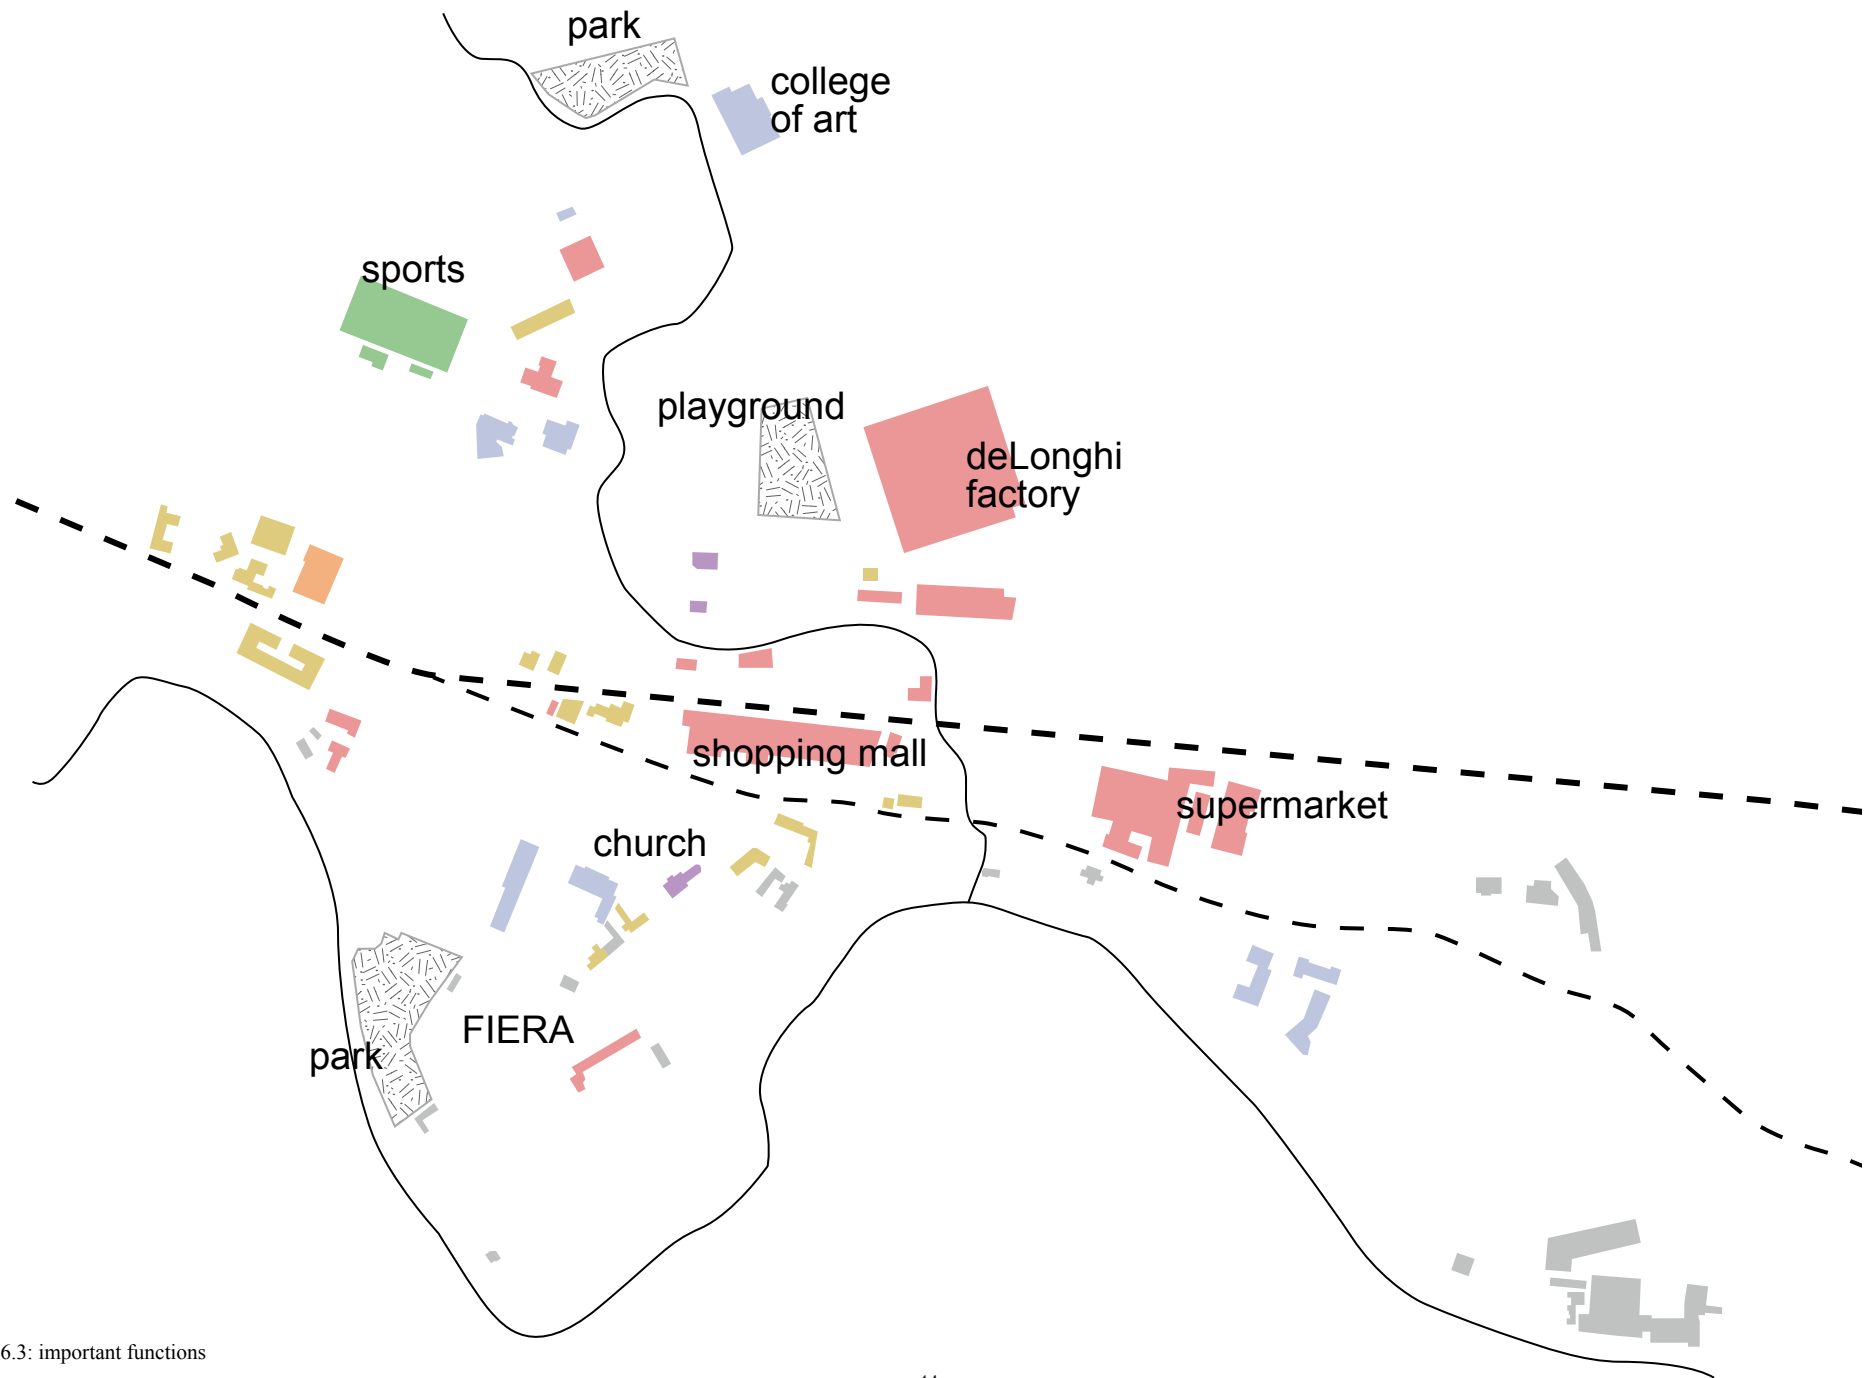 park
college
of art
sports
playground
deLonghi
factory
shopping mall
supermarket
church
FIERA
park
6.3: important functions